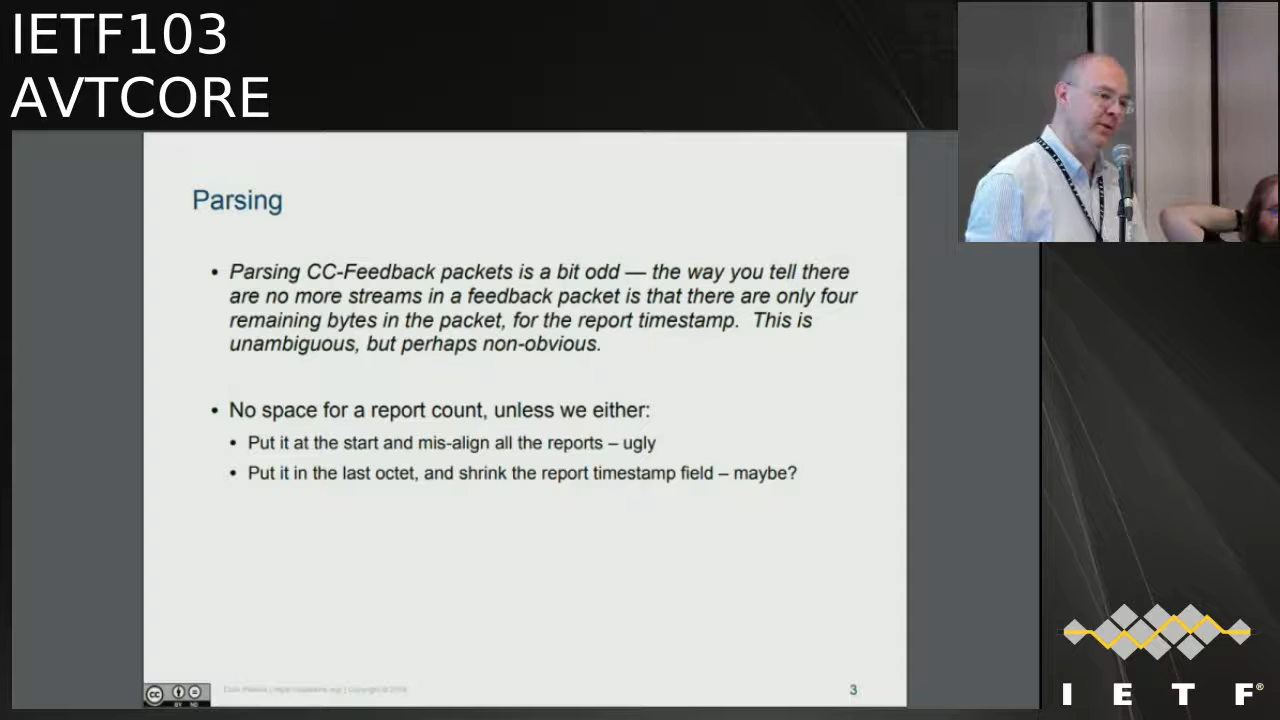 IETF103
AVTCORE
Parsing
• Parsing CC-Feedback packets is a bit odd — the way you tell there
are no more streams in a feedback packet is that there are only four
remaining bytes in the packet, for the report timestamp. This is
unambiguous, but perhaps non-obvious.
• No space for a report count, unless we either:
• Put it at the start and mis-align all the reports – ugly
• Put it in the last octet, and shrink the report timestamp field – maybe?
3
I E T F®